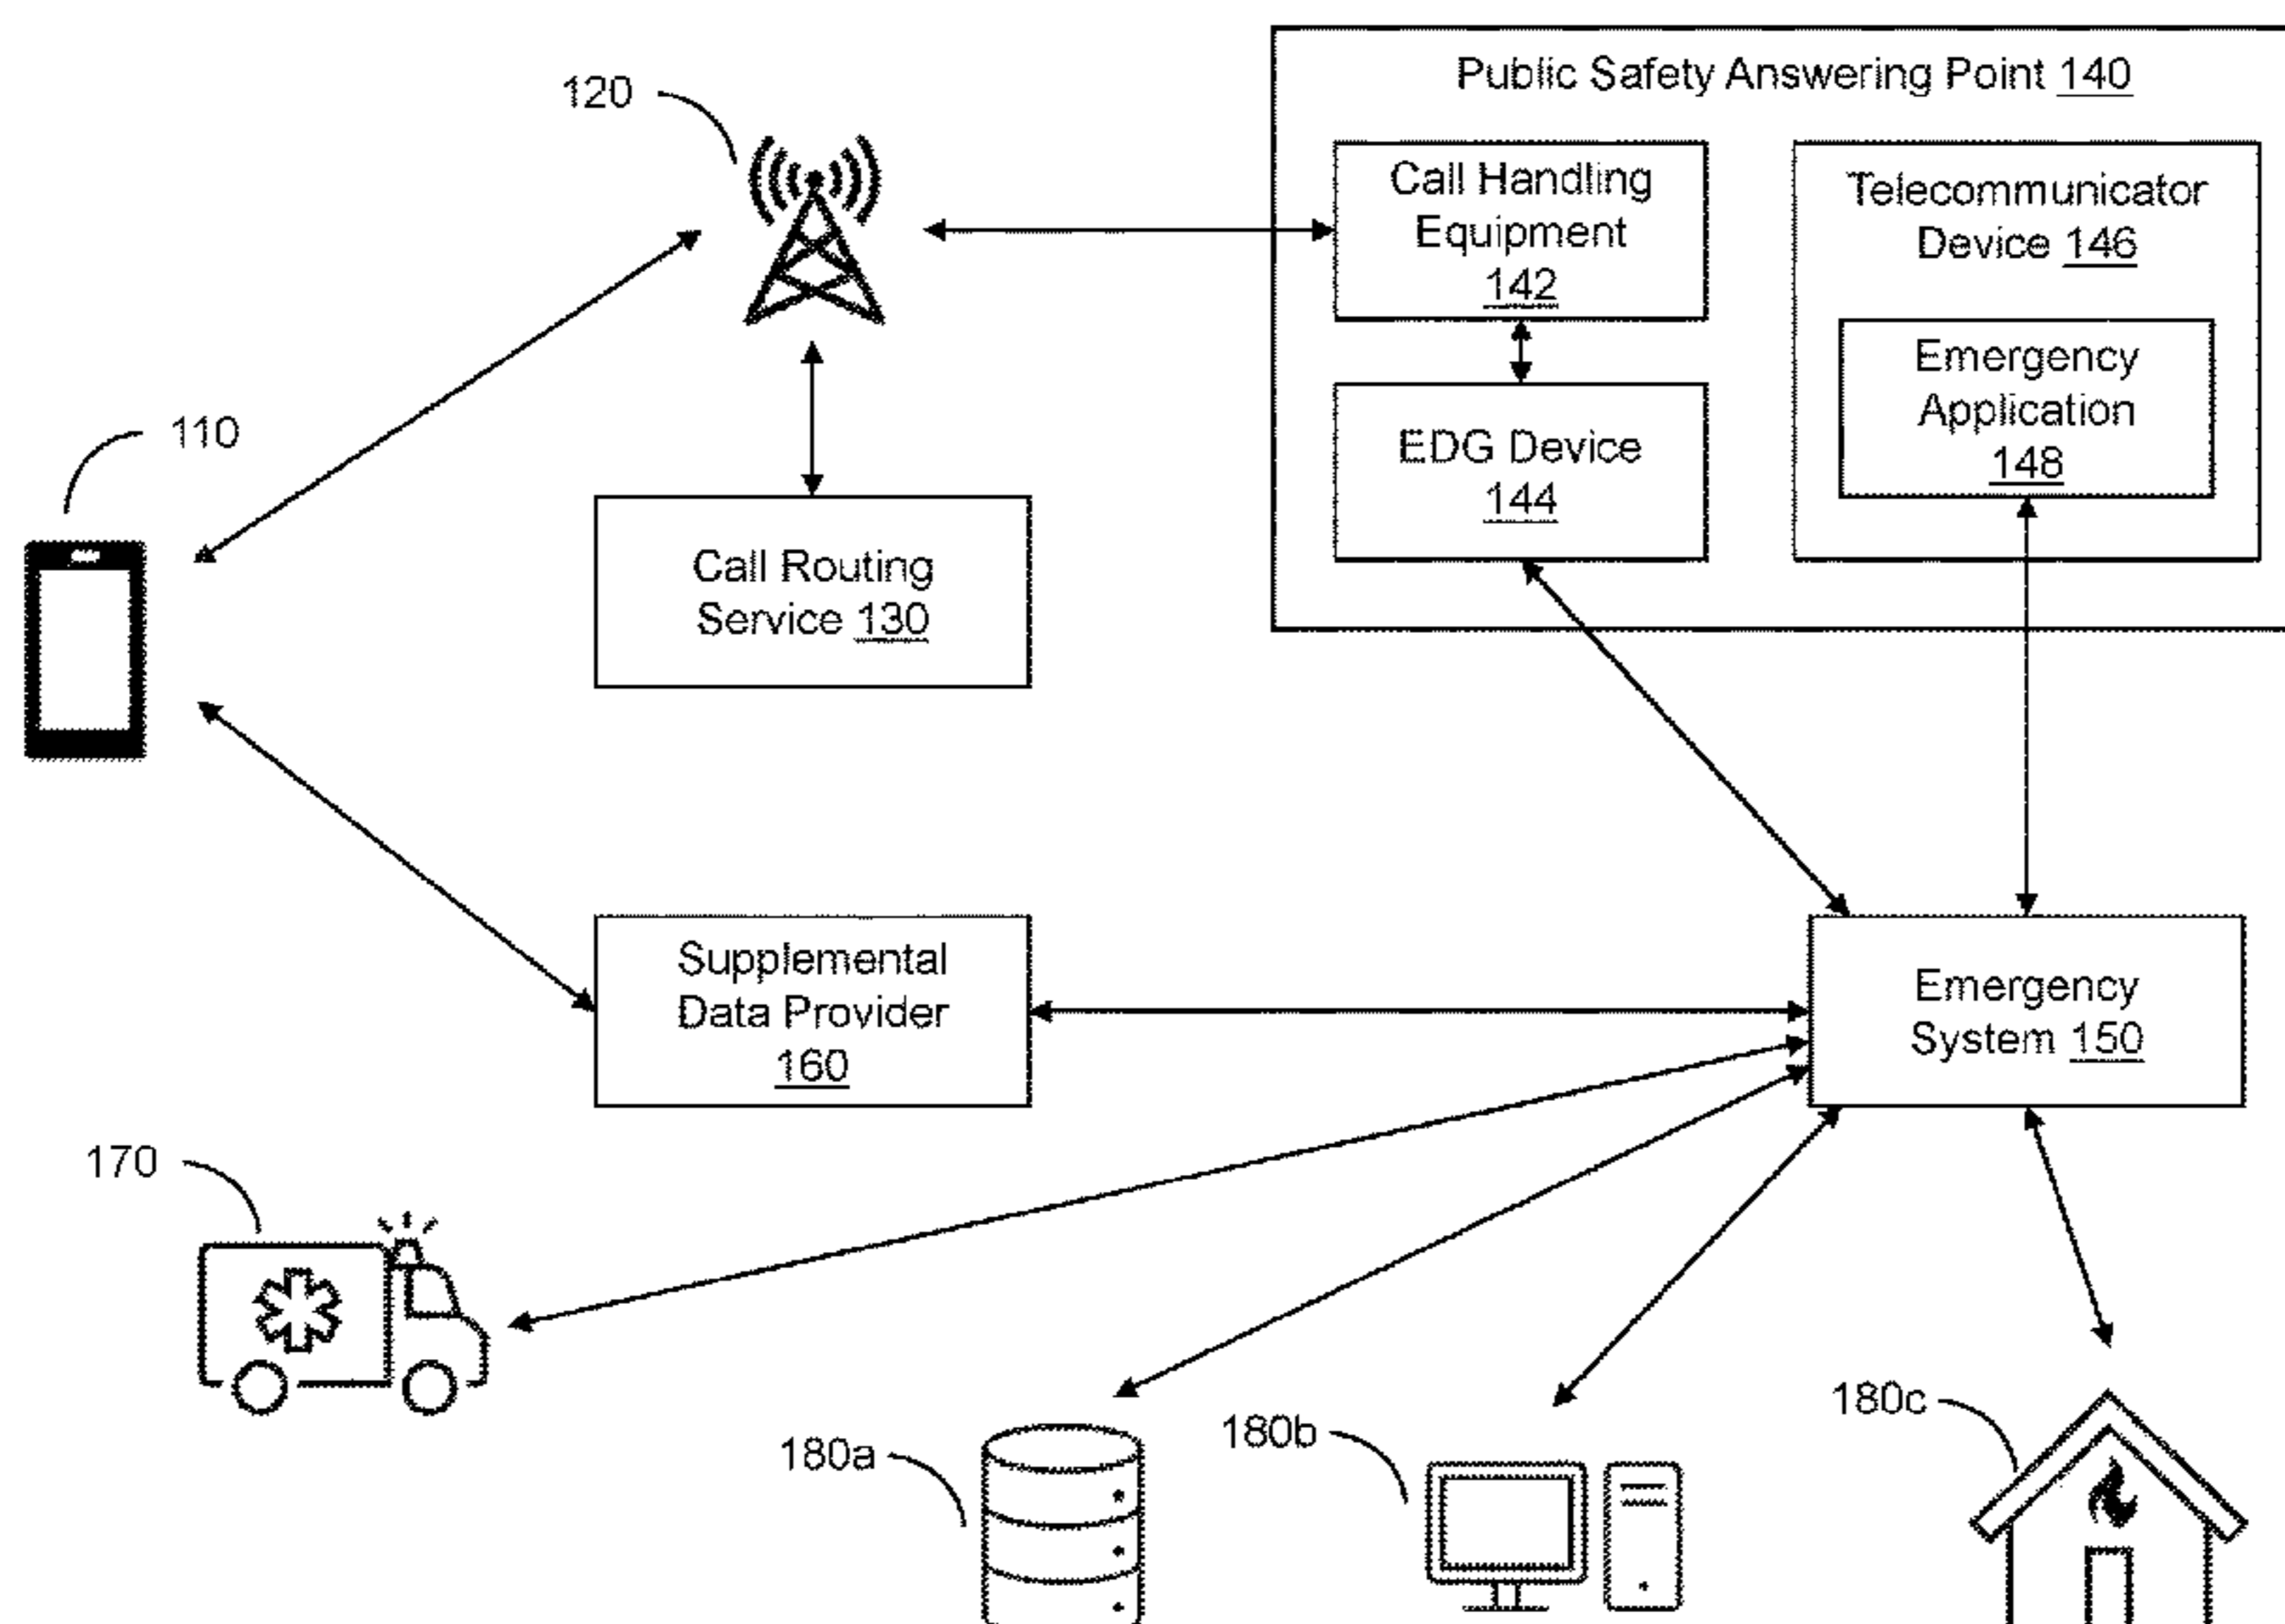 Public Safety Answering Point 140
120
Call Handling
Equipment
142
Telecommunicator
Device 146
Emergency
Application
148
110
EDG Device
144
Call Routing
Service 130
Supplemental
Data Provider
160
Emergency
System 150
170
180a
180b
180c